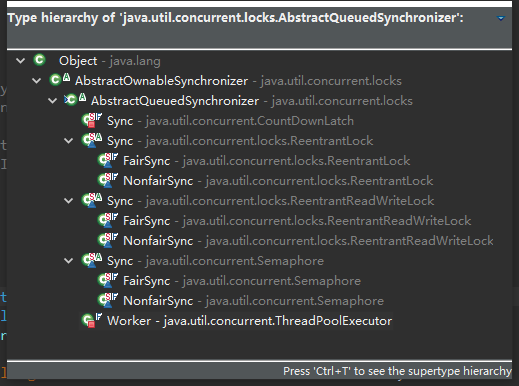 Type hierarchy of 'java.util.concurrent.locks.AbstractQueuedSynchronizer':
Object - java.lang
AbstractOwnableSynchronizer - java.util.concurrent.locks
AbstractQueuedSynchronizer - java.util.concurrent.locks
Sync - java.util.concurrent.CountDownLatch
Sync - java.util.concurrent.locks.ReentrantLock
FairSync - java.util.concurrent.locks.ReentrantLock
NonfairSync - java.util.concurrent.locks.ReentrantLock
Sync - java.util.concurrent.locks.ReentrantReadWriteLock
FairSync - java.util.concurrent.locks.ReentrantReadWriteLock
NonfairSync - java.util.concurrent.locks.ReentrantReadWriteLock
Sync - java.util.concurrent.Semaphore
FairSync - java.util.concurrent.Semaphore
NonfairSync - java.util.concurrent.Semaphore
Worker - java.util.concurrent.ThreadPoolExecutor
Press 'Ctrl+T' to see the supertype hierarchy